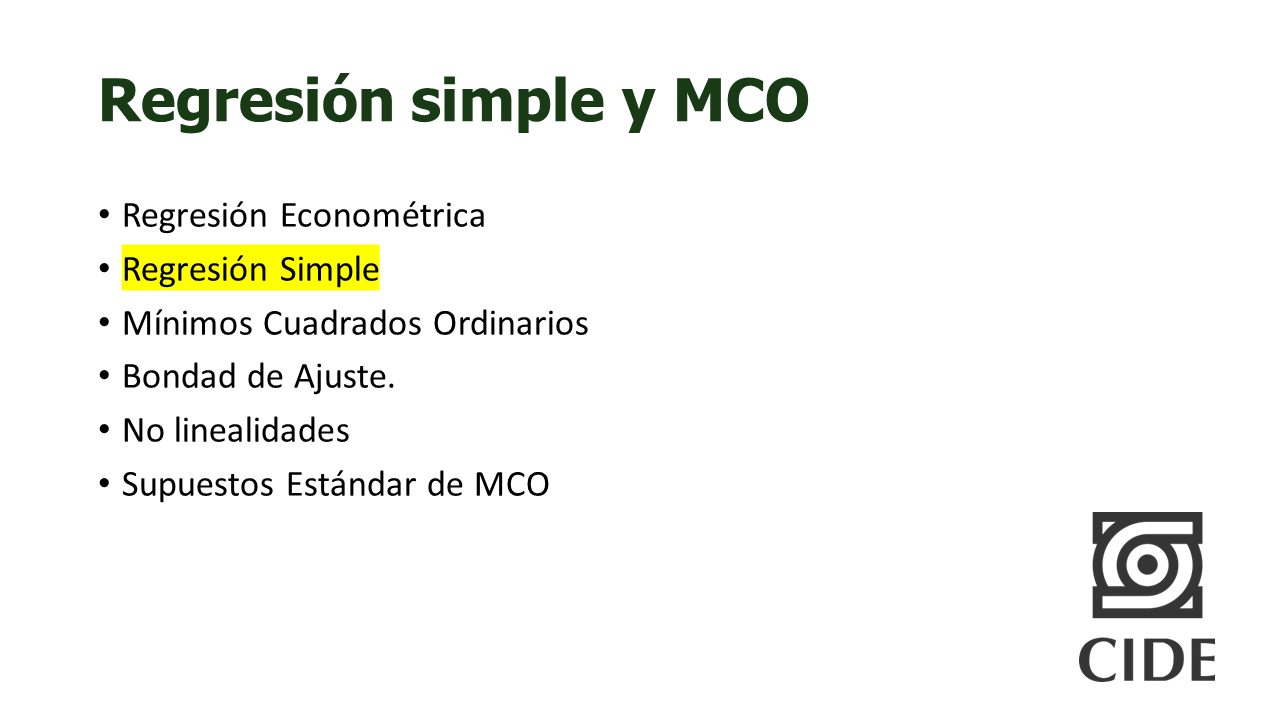 Regresión simple y MCO
• Regresión Econométrica
• Regresión Simple
• Mínimos Cuadrados Ordinarios
• Bondad de Ajuste.
• No linealidades
• Supuestos Estándar de MCO
CIDE